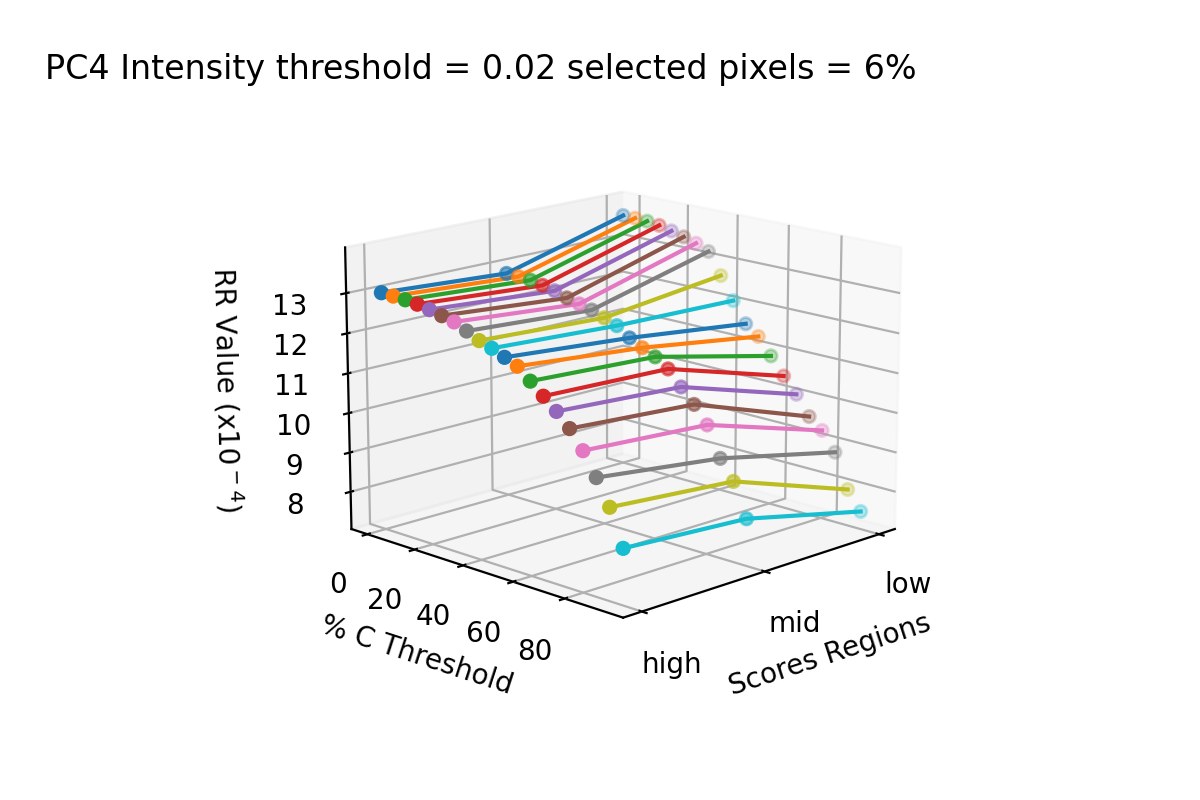 PC4 Intensity threshold = 0.02 selected pixels = 6%
RR Value (x10⁻⁴)
13
12
11
10
9
8
0
20
40
60
80
% C Threshold
high
mid
low
Scores Regions